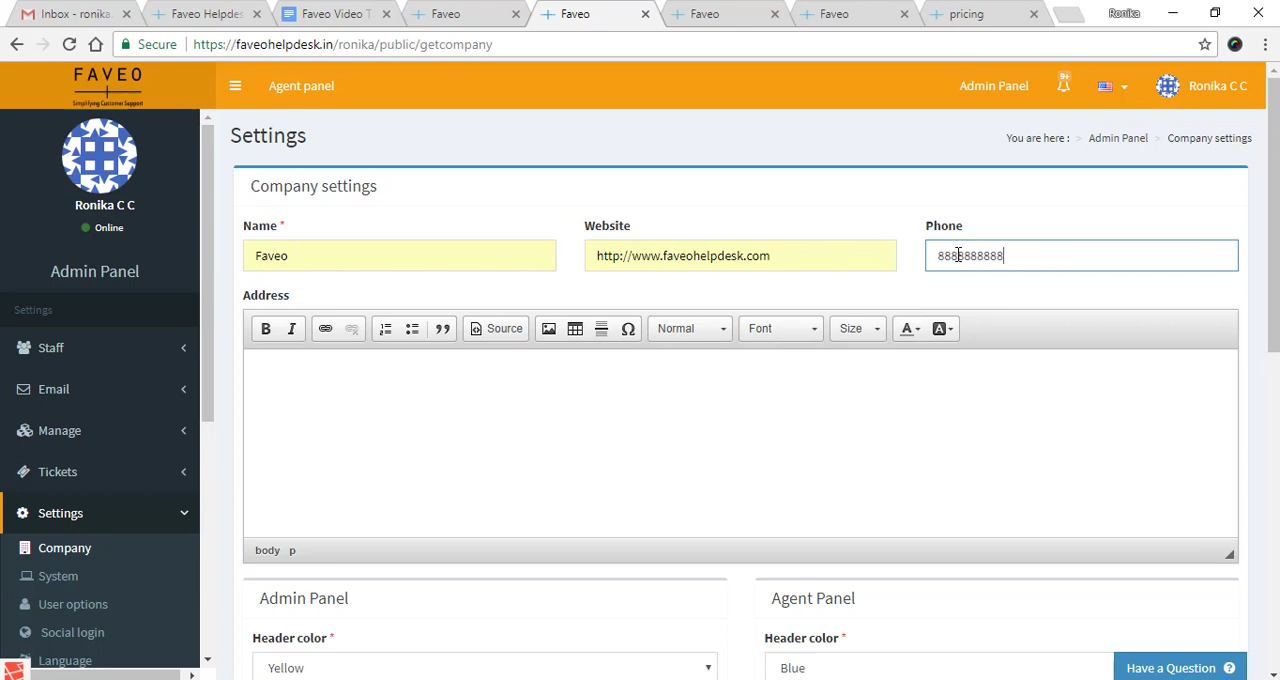 Inbox - ronika.
Faveo Helpdes
Faveo Video T
Faveo
Faveo
Faveo
Faveo
pricing
Ronika
Secure
https://faveohelpdesk.in/ronika/public/getcompany
FAVEO
Simplifying Customer Support
Agent panel
Admin Panel
9+
Ronika C C
Settings
You are here : > Admin Panel > Company settings
Ronika C C
Online
Admin Panel
Settings
Staff
Email
Manage
Tickets
Settings
Company
System
User options
Social login
Language
Company settings
Name *
Website
Phone
Faveo
http://www.faveohelpdesk.com
8888888888
Address
B I
Source
Normal
Font
Size
A
A
body p
Admin Panel
Agent Panel
Header color *
Header color *
Yellow
Blue
Have a Question